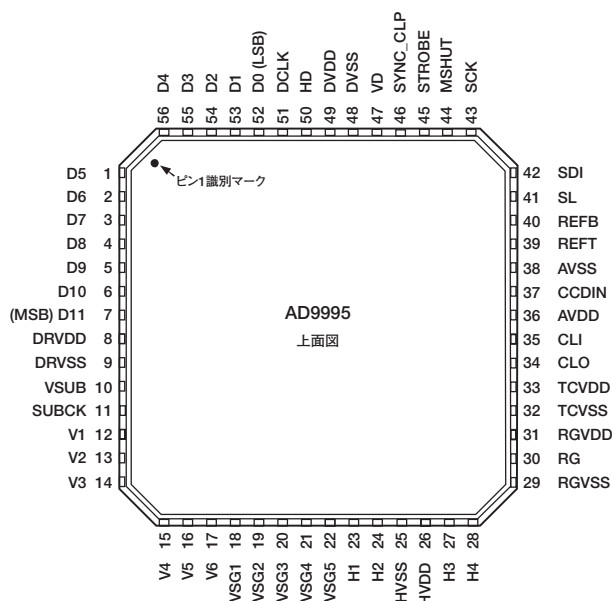 D4 D3 D2 D1 D0 (LSB) DCLK HD DVDD DVSS VD SYNC_CLP STROBE MSHUT SCK
56 55 54 53 52 51 50 49 48 47 46 45 44 43
D5 1
D6 2
D7 3
D8 4
D9 5
D10 6
(MSB) D11 7
DRVDD 8
DRVSS 9
VSUB 10
SUBCK 11
V1 12
V2 13
V3 14
ピン1識別マーク
AD9995
上面図
42 SDI
41 SL
40 REFB
39 REFT
38 AVSS
37 CCDIN
36 AVDD
35 CLI
34 CLO
33 TCVDD
32 TCVSS
31 RGVDD
30 RG
29 RGVSS
15 16 17 18 19 20 21 22 23 24 25 26 27 28
V4 V5 V6 VSG1 VSG2 VSG3 VSG4 VSG5 H1 H2 HVSS HVDD H3 H4